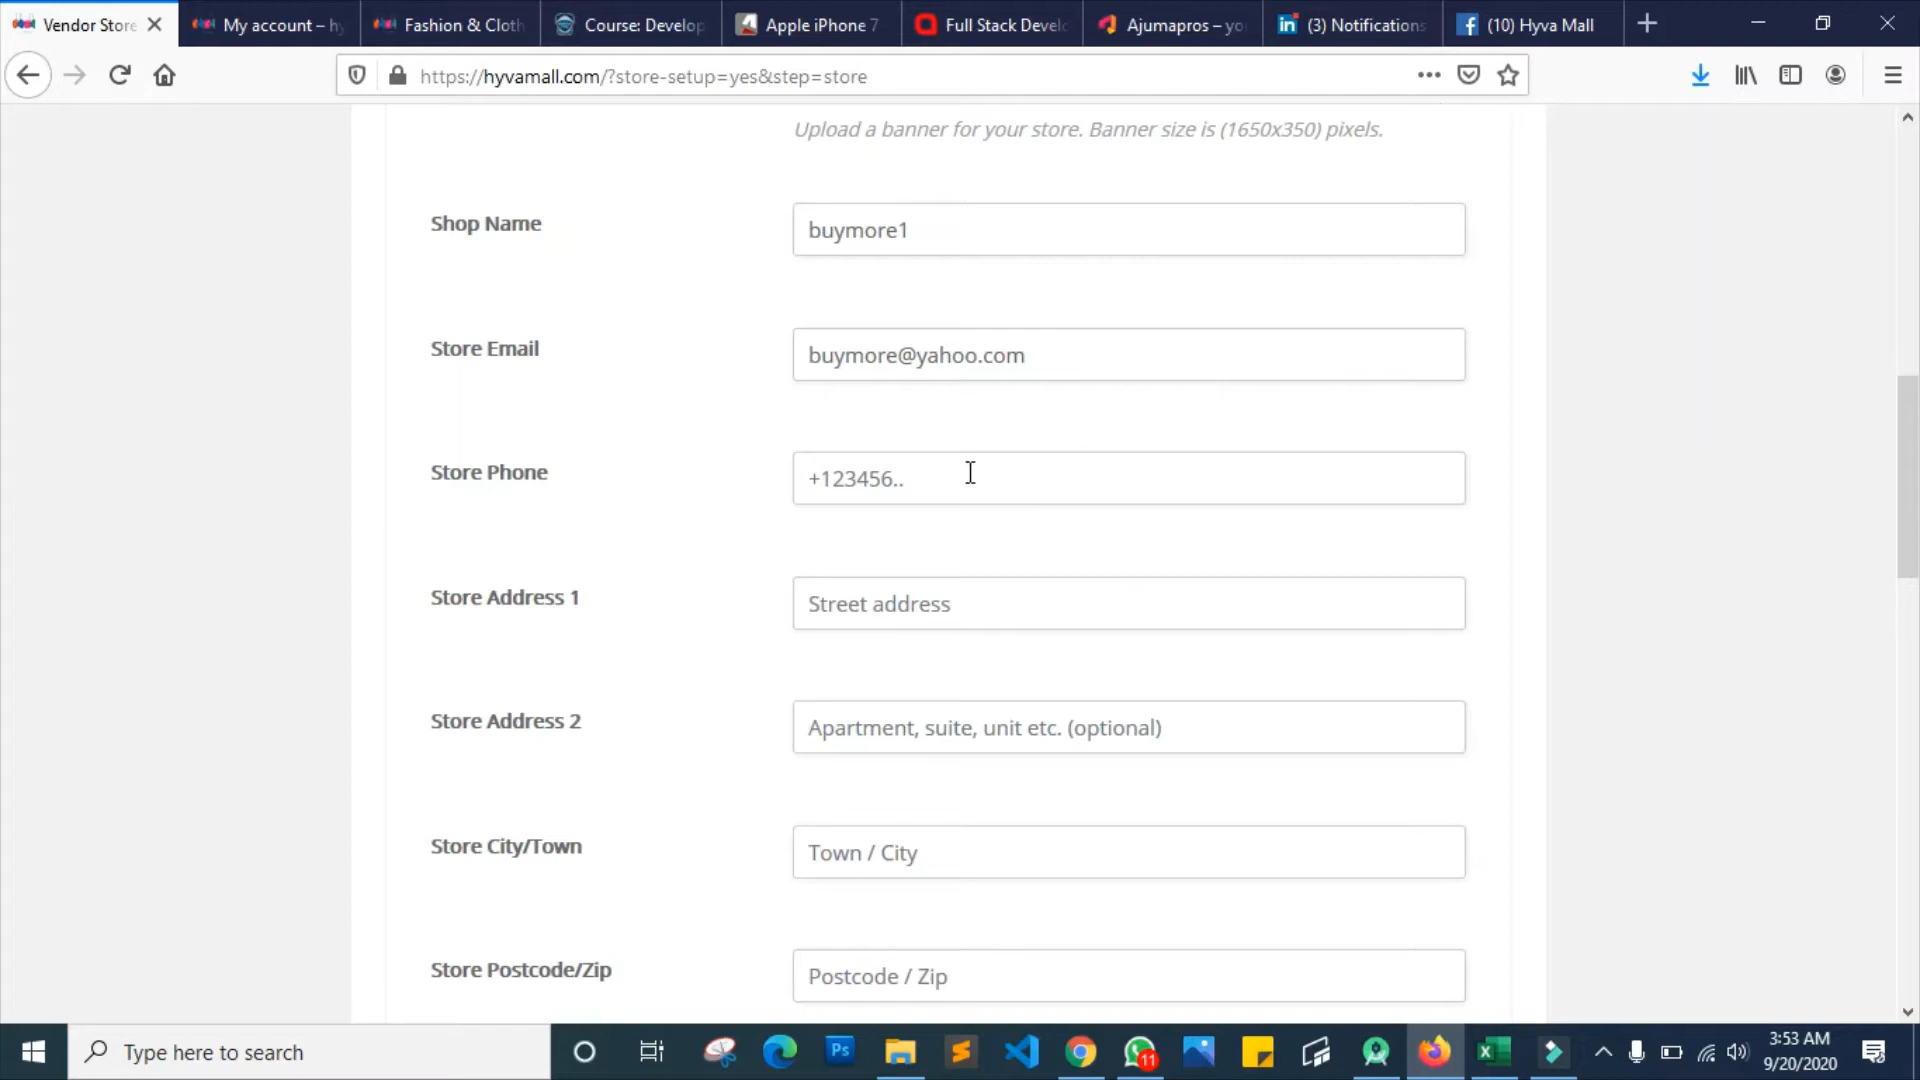 Vendor Store
My account – hy
Fashion & Cloth
Course: Develop
Apple iPhone 7
Full Stack Devel
Ajumapros – yo
(3) Notifications
(10) Hyva Mall
https://hyvamall.com/?store-setup=yes&step=store
Upload a banner for your store. Banner size is (1650x350) pixels.
Shop Name
buymore1
Store Email
buymore@yahoo.com
Store Phone
+123456..
Store Address 1
Street address
Store Address 2
Apartment, suite, unit etc. (optional)
Store City/Town
Town / City
Store Postcode/Zip
Postcode / Zip
Type here to search
Ps
11
3:53 AM
9/20/2020